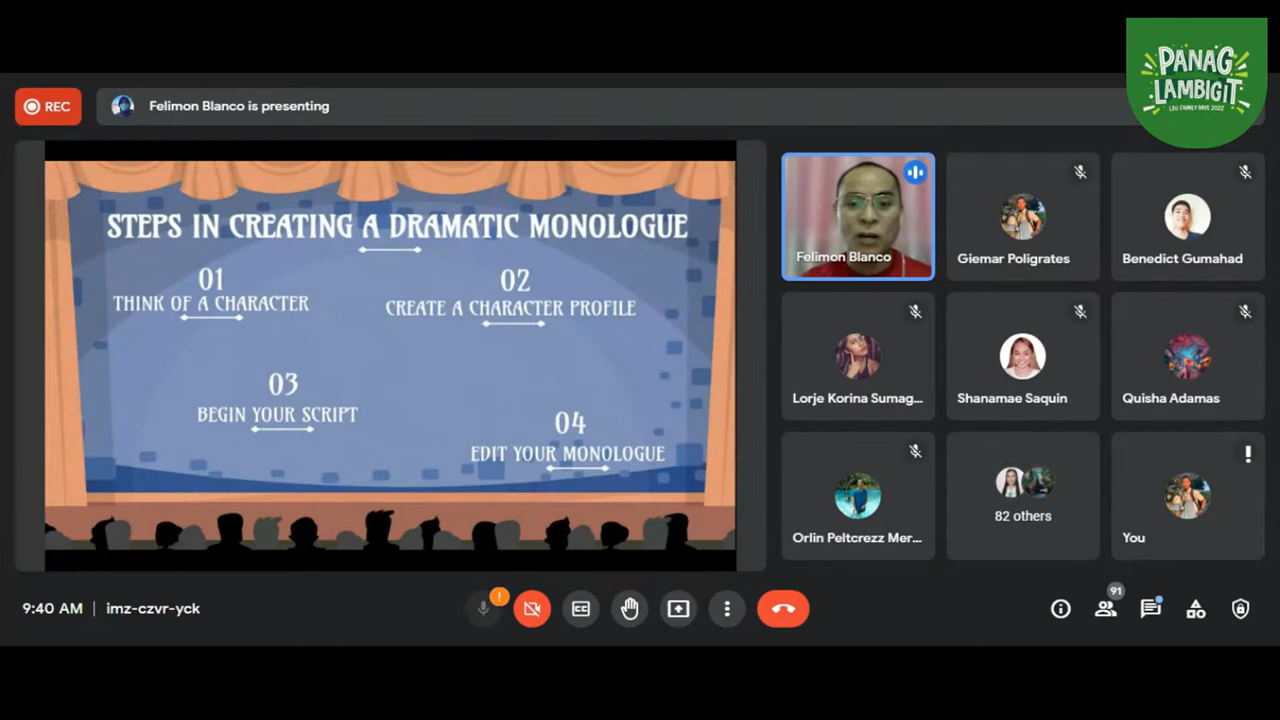 PANAG
LAMBIGIT
LSU FAMILY DAYS 2022
REC
Felimon Blanco is presenting
STEPS IN CREATING A DRAMATIC MONOLOGUE
01
THINK OF A CHARACTER
02
CREATE A CHARACTER PROFILE
03
BEGIN YOUR SCRIPT
04
EDIT YOUR MONOLOGUE
Felimon Blanco
Giemar Poligrates
Benedict Gumahad
Lorje Korina Sumag...
Shanamae Saquin
Quisha Adamas
Orlin Peltcrezz Mer...
82 others
You
9:40 AM | imz-czvr-yck
CC
91